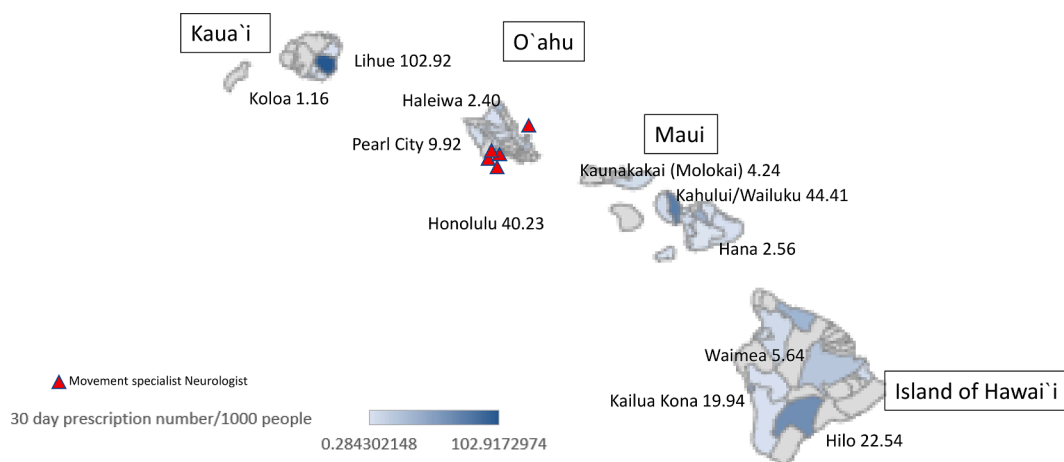 Kaua`i
O`ahu
Lihue 102.92
Koloa 1.16
Haleiwa 2.40
Pearl City 9.92
Maui
Kaunakakai (Molokai) 4.24
Kahului/Wailuku 44.41
Honolulu 40.23
Hana 2.56
Waimea 5.64
Movement specialist Neurologist
Island of Hawai`i
Kailua Kona 19.94
30 day prescription number/1000 people
Hilo 22.54
0.284302148
102.9172974